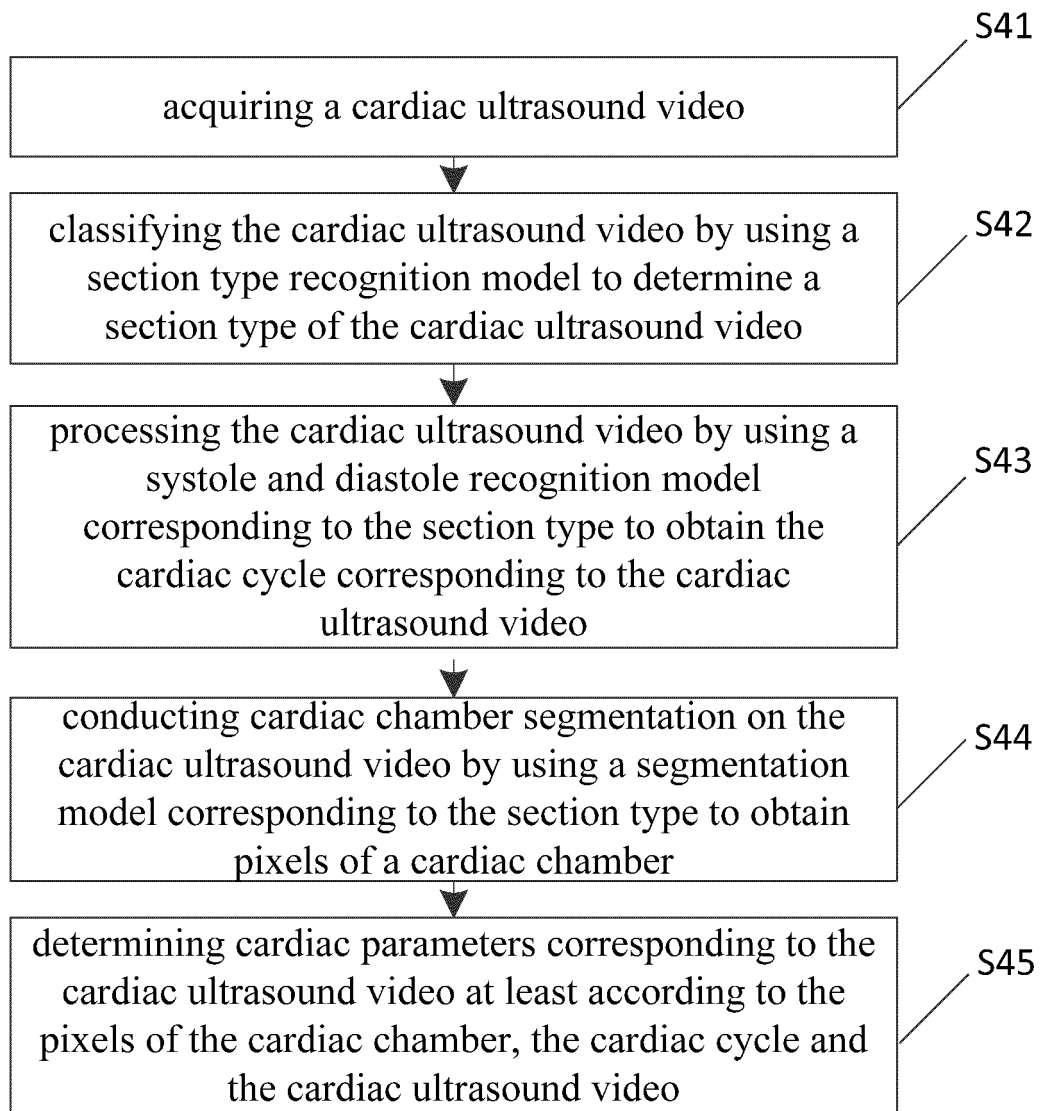 S41
acquiring a cardiac ultrasound video
S42
classifying the cardiac ultrasound video by using a
section type recognition model to determine a
section type of the cardiac ultrasound video
S43
processing the cardiac ultrasound video by using a
systole and diastole recognition model
corresponding to the section type to obtain the
cardiac cycle corresponding to the cardiac
ultrasound video
S44
conducting cardiac chamber segmentation on the
cardiac ultrasound video by using a segmentation
model corresponding to the section type to obtain
pixels of a cardiac chamber
S45
determining cardiac parameters corresponding to the
cardiac ultrasound video at least according to the
pixels of the cardiac chamber, the cardiac cycle and
the cardiac ultrasound video